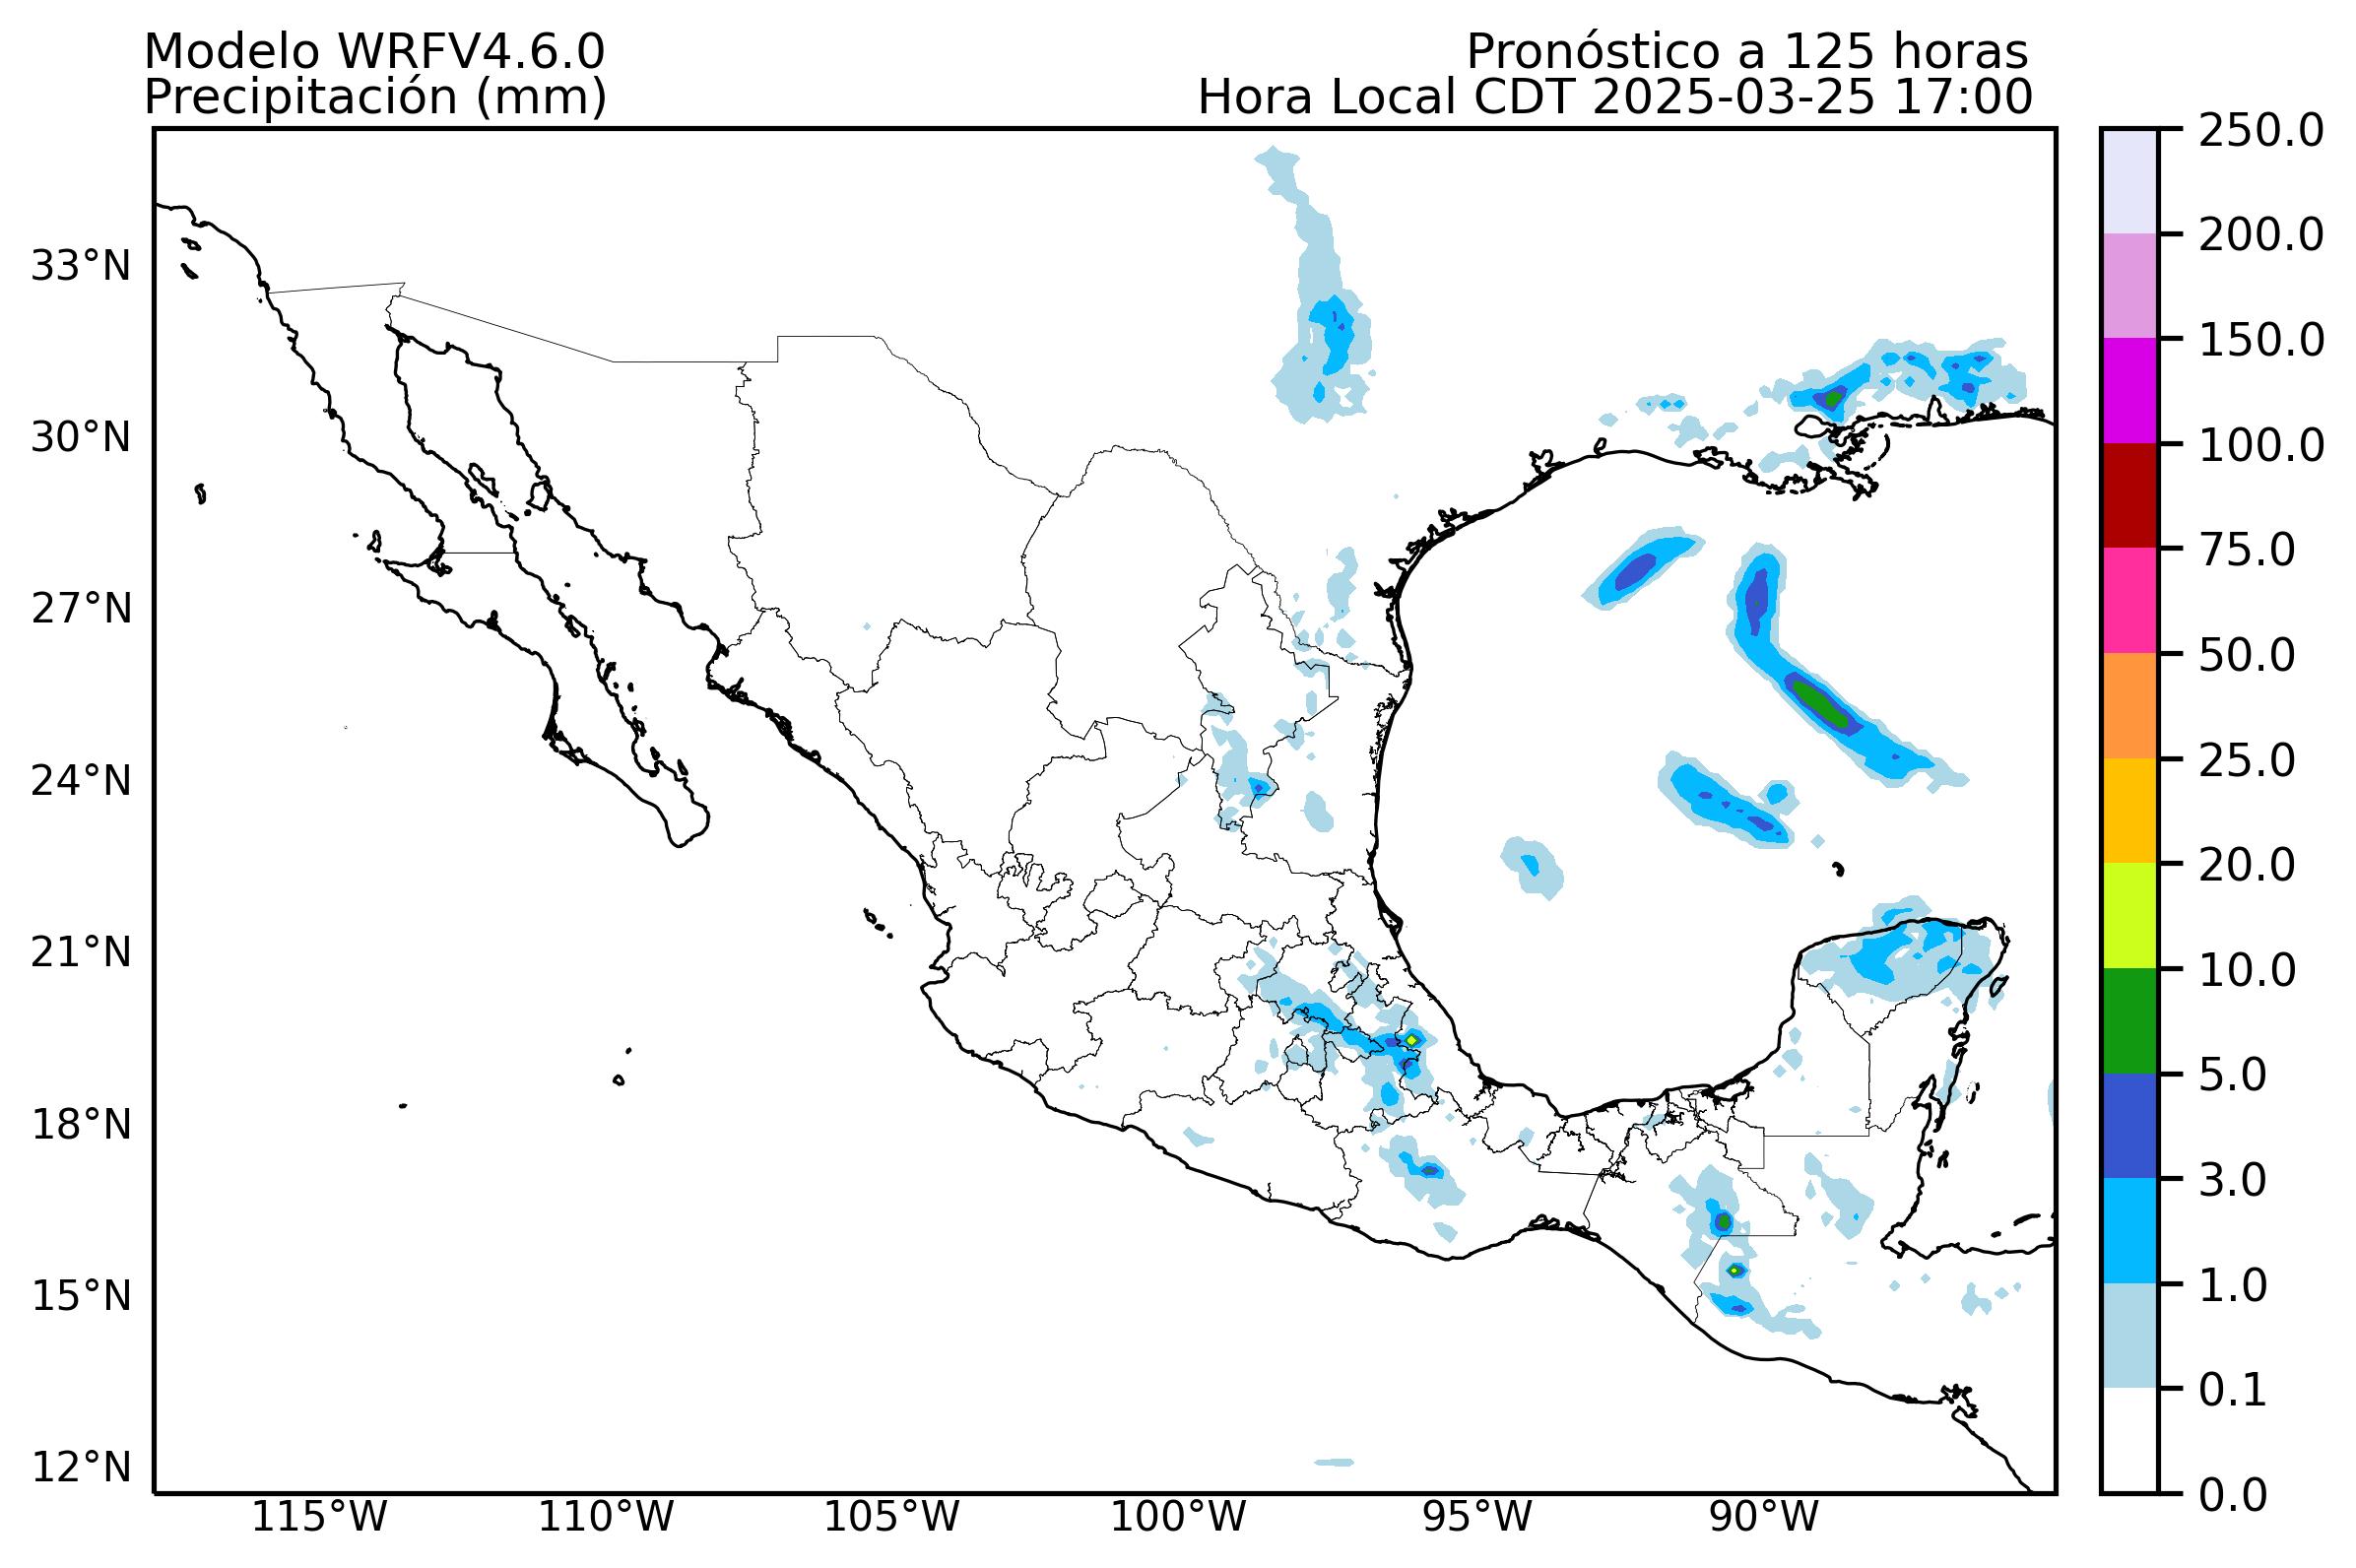 Modelo WRFV4.6.0
Pronóstico a 125 horas
Precipitación (mm)
Hora Local CDT 2025-03-25 17:00
33°N
30°N
27°N
24°N
21°N
18°N
15°N
12°N
115°W
110°W
105°W
100°W
95°W
90°W
250.0
200.0
150.0
100.0
75.0
50.0
25.0
20.0
10.0
5.0
3.0
1.0
0.1
0.0